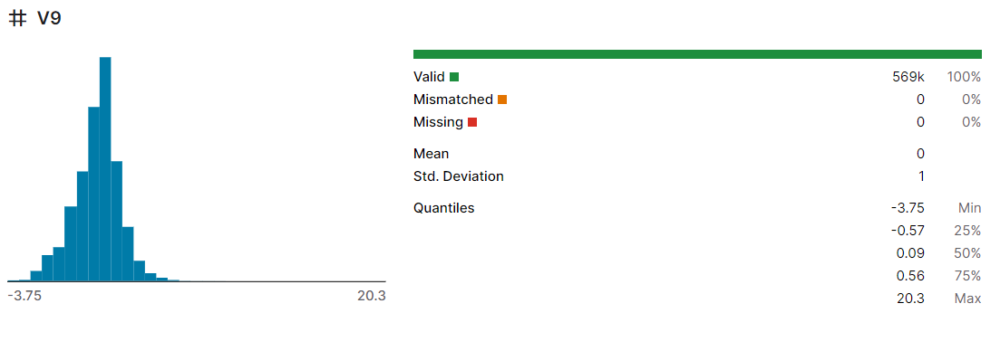 # V9
-3.75 20.3
Valid 569k 100%
Mismatched 0 0%
Missing 0 0%
Mean 0
Std. Deviation 1
Quantiles -3.75 Min
-0.57 25%
0.09 50%
0.56 75%
20.3 Max